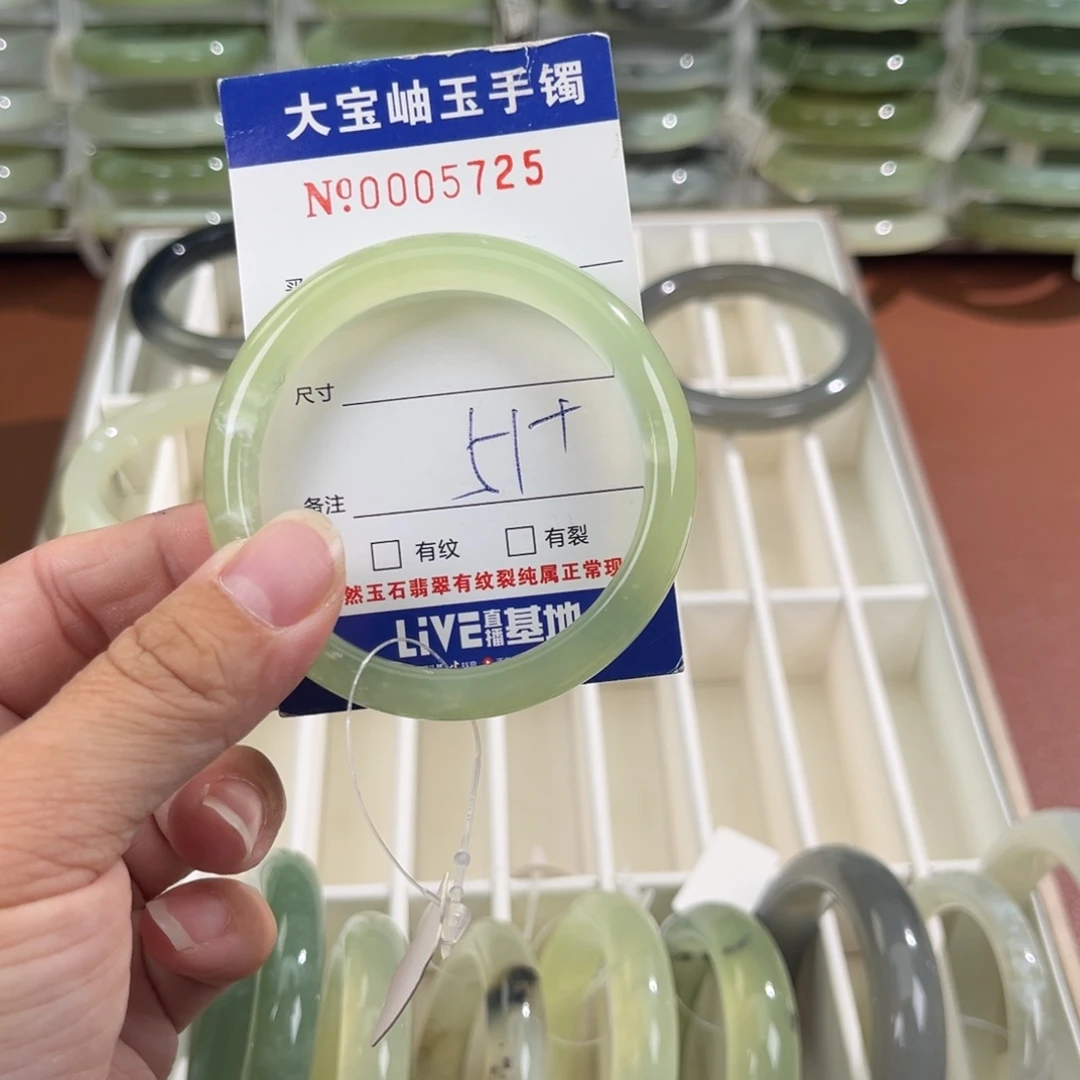 大宝岫玉手镯
Nº0005725
尺寸
51+
备注
□ 有纹 □ 有裂
然玉石翡翠有纹裂纯属正常现
LiVE直播基地